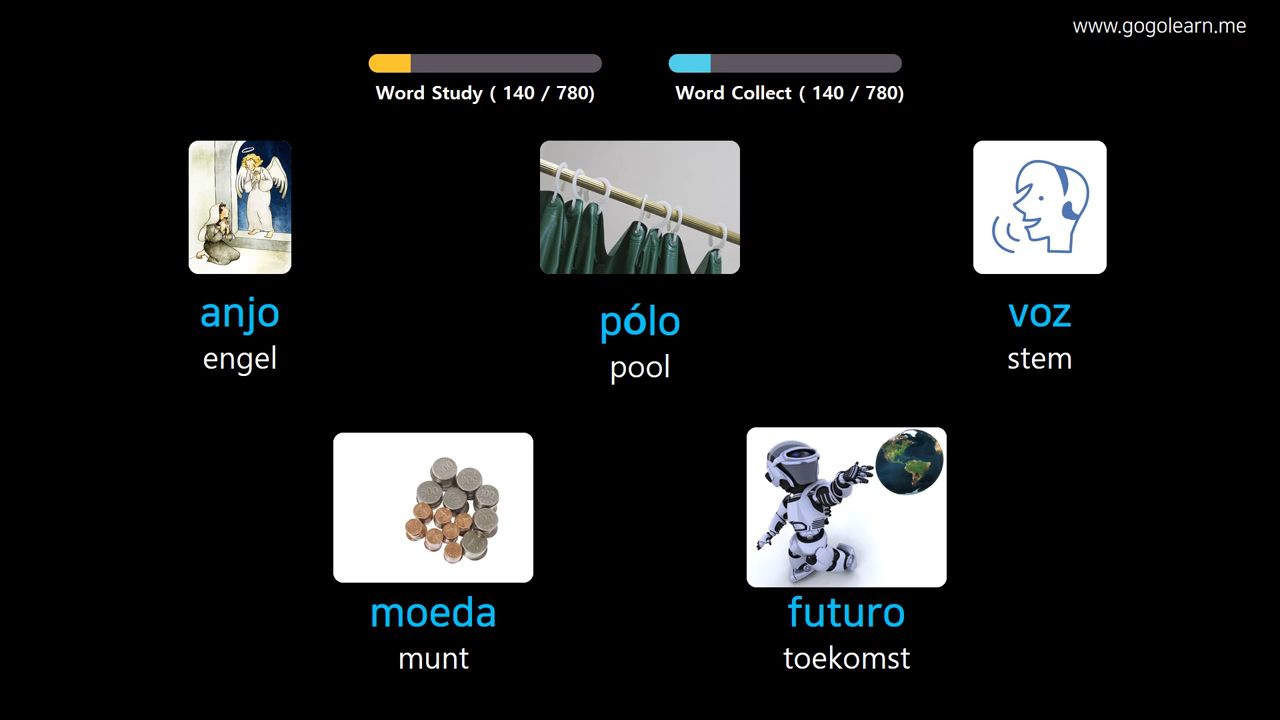 www.gogolearn.me
Word Study ( 140 / 780)
Word Collect ( 140 / 780)
anjo
engel
pólo
pool
voz
stem
moeda
munt
futuro
toekomst